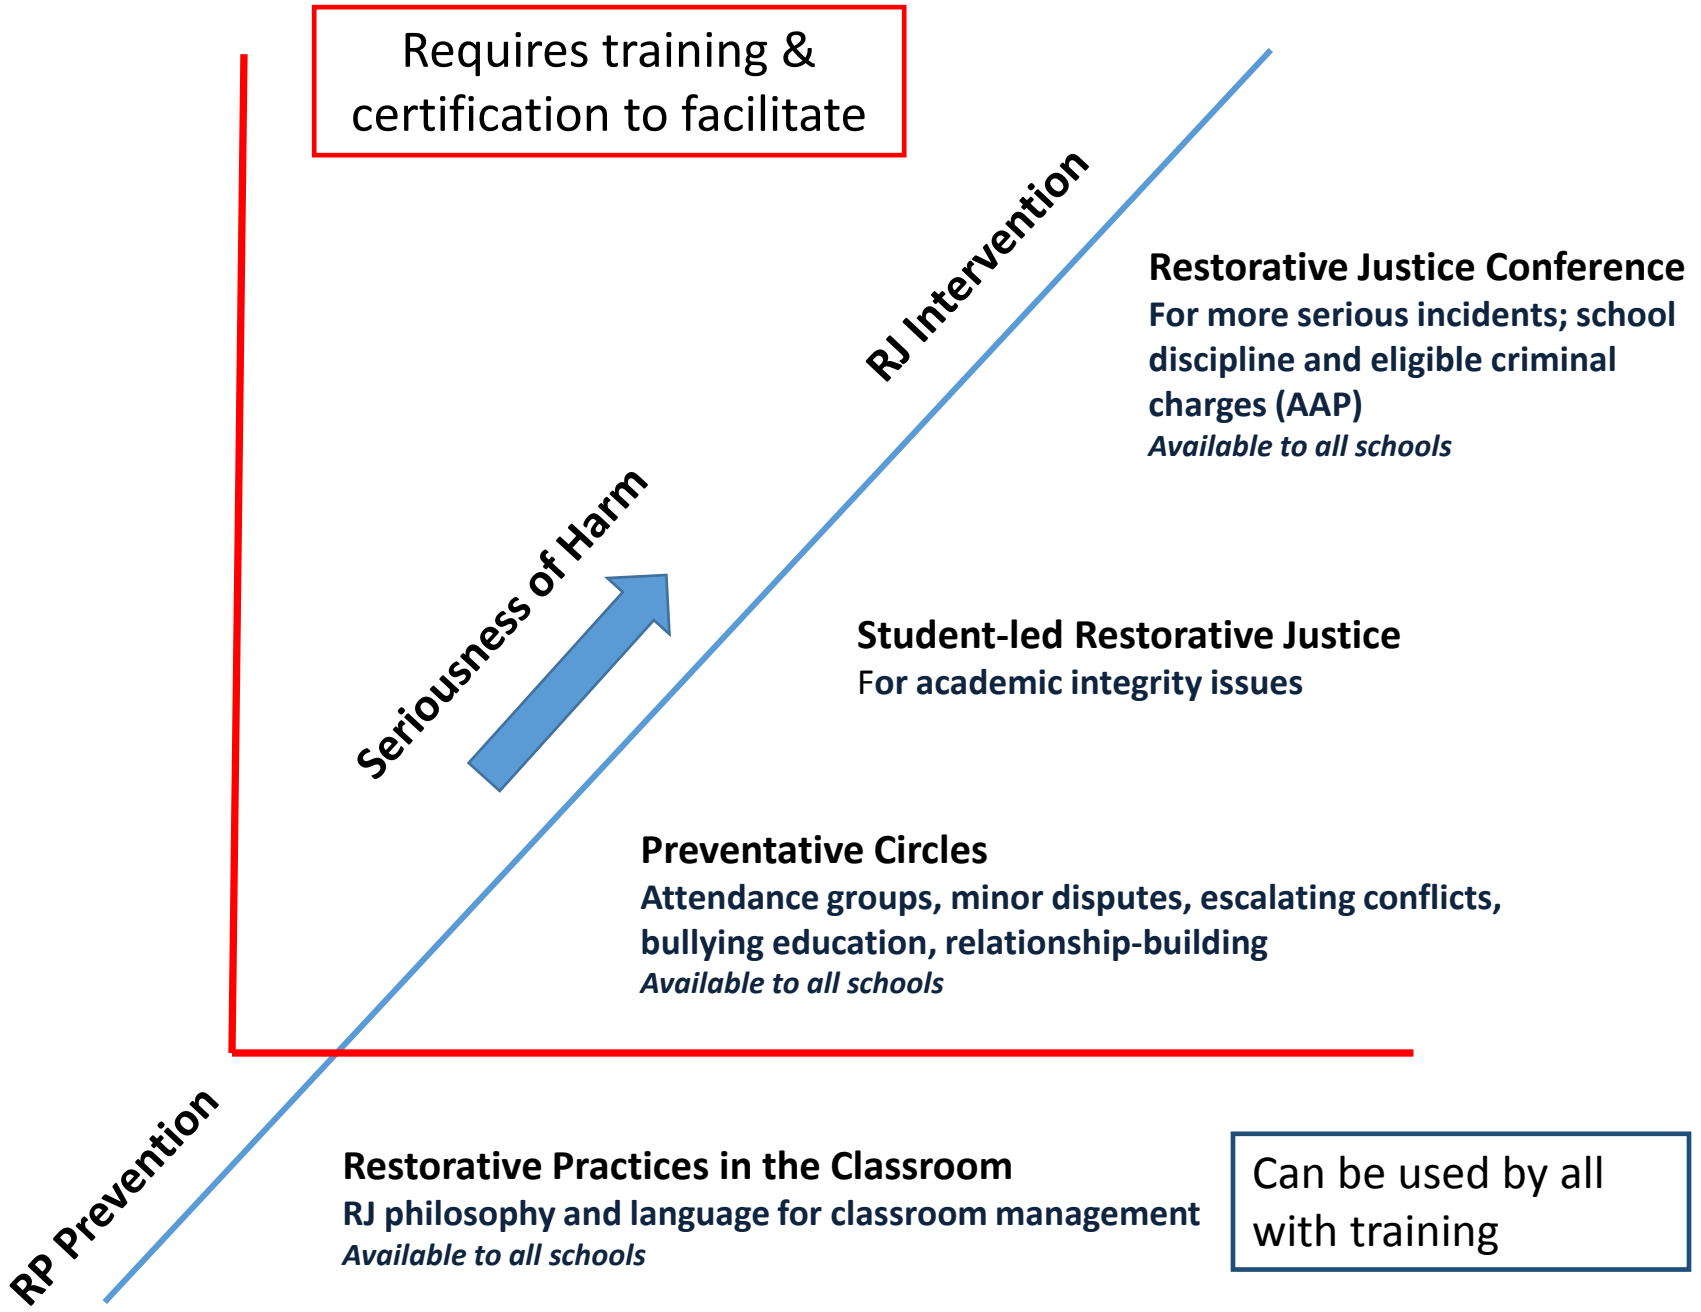 Requires training &
certification to facilitate
RJ Intervention
Restorative Justice Conference
For more serious incidents; school
discipline and eligible criminal
charges (AAP)
Available to all schools
Seriousness of Harm
Student-led Restorative Justice
For academic integrity issues
Preventative Circles
Attendance groups, minor disputes, escalating conflicts,
bullying education, relationship-building
Available to all schools
RP Prevention
Restorative Practices in the Classroom
RJ philosophy and language for classroom management
Available to all schools
Can be used by all
with training